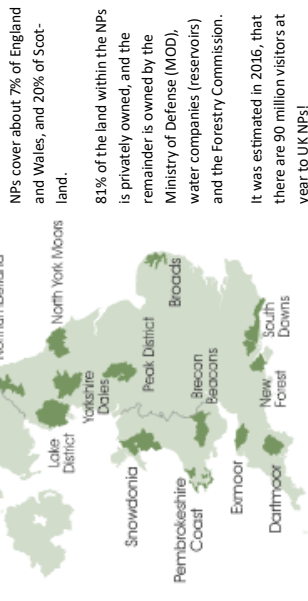 North York Moors
Lake
District
Yorkshire
Dales
Peak District
Snowdonia
Broads
Pembrokeshire
Coast
Brecon
Beacons
Exmoor
Dartmoor
New
Forest
South
Downs
NPs cover about 7% of England
and Wales, and 20% of Scot-
land.
81% of the land within the NPs
is privately owned, and the
remainder is owned by the
Ministry of Defense (MOD),
water companies (reservoirs)
and the Forestry Commission.
It was estimated in 2016, that
there are 90 million visitors at
year to UK NPs!